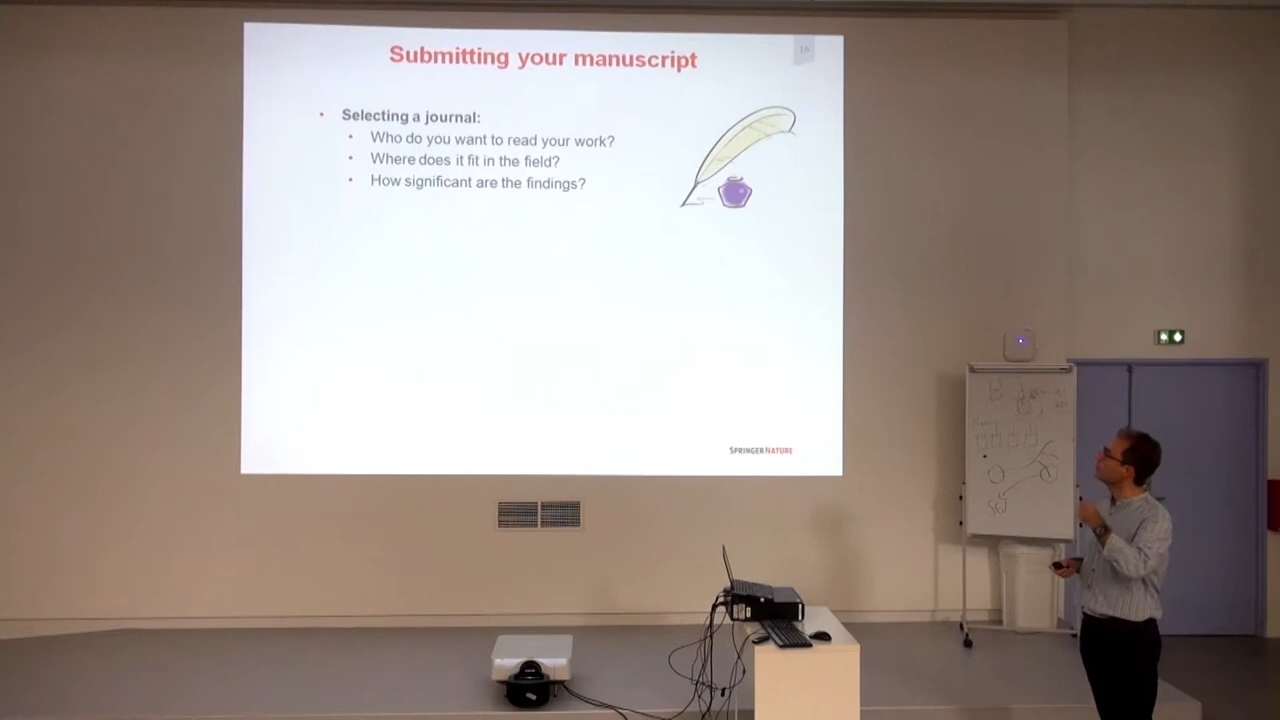 Submitting your manuscript
16
• Selecting a journal:
• Who do you want to read your work?
• Where does it fit in the field?
• How significant are the findings?
SPRINGER NATURE